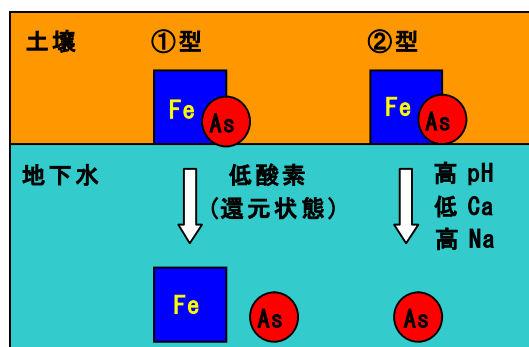 土壌
①型
②型
Fe
As
Fe
As
地下水
低酸素
(還元状態)
高 pH
低 Ca
高 Na
Fe
As
As